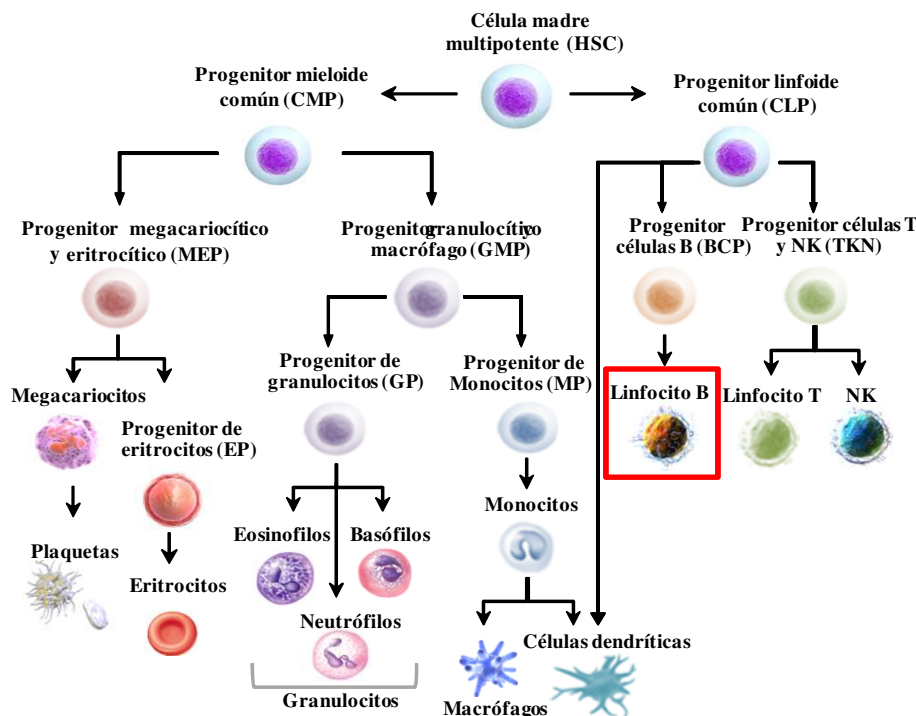 Célula madre
multipotente (HSC)
Progenitor mieloide
común (CMP)
Progenitor linfoide
común (CLP)
Progenitor megacariocítico
y eritrocítico (MEP)
Progenitor granulocítico y
macrófago (GMP)
Progenitor
células B (BCP)
Progenitor células T
y NK (TKN)
Progenitor de
granulocitos (GP)
Progenitor de
Monocitos (MP)
Megacariocitos
Progenitor de
eritrocitos (EP)
Linfocito B
Linfocito T
NK
Plaquetas
Eritrocitos
Eosinofilos
Basófilos
Neutrófilos
Granulocitos
Monocitos
Células dendríticas
Macrófagos